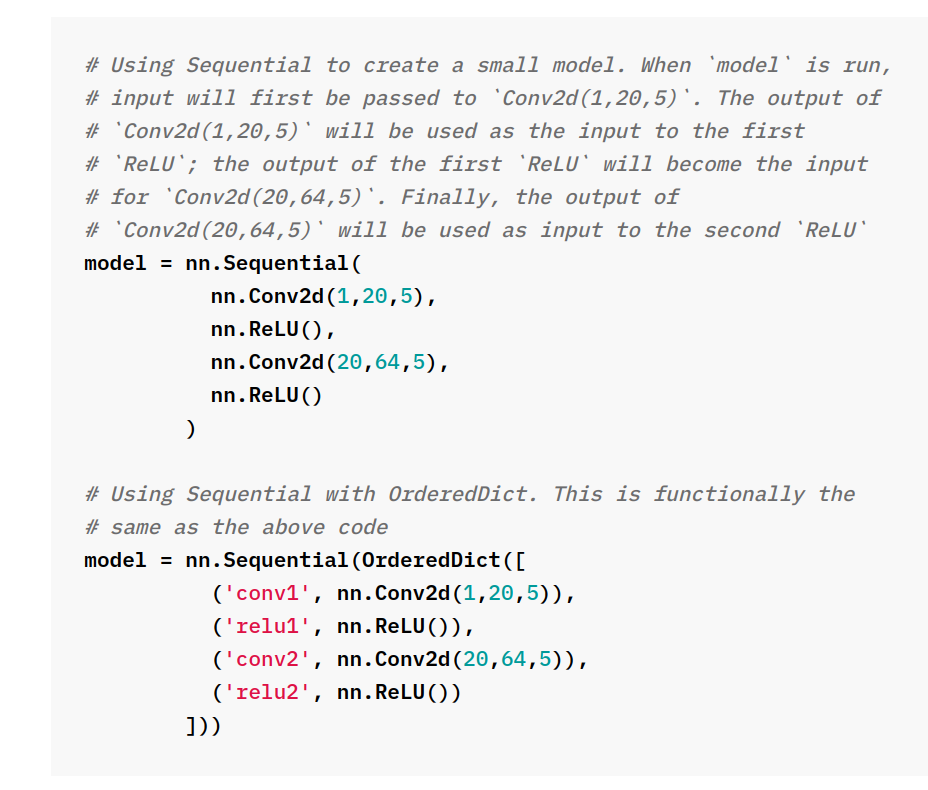 # Using Sequential to create a small model. When `model` is run,
# input will first be passed to `Conv2d(1,20,5)`. The output of
# `Conv2d(1,20,5)` will be used as the input to the first
# `ReLU`; the output of the first `ReLU` will become the input
# for `Conv2d(20,64,5)`. Finally, the output of
# `Conv2d(20,64,5)` will be used as input to the second `ReLU`
model = nn.Sequential(
          nn.Conv2d(1,20,5),
          nn.ReLU(),
          nn.Conv2d(20,64,5),
          nn.ReLU()
        )

# Using Sequential with OrderedDict. This is functionally the
# same as the above code
model = nn.Sequential(OrderedDict([
          ('conv1', nn.Conv2d(1,20,5)),
          ('relu1', nn.ReLU()),
          ('conv2', nn.Conv2d(20,64,5)),
          ('relu2', nn.ReLU())
        ]))